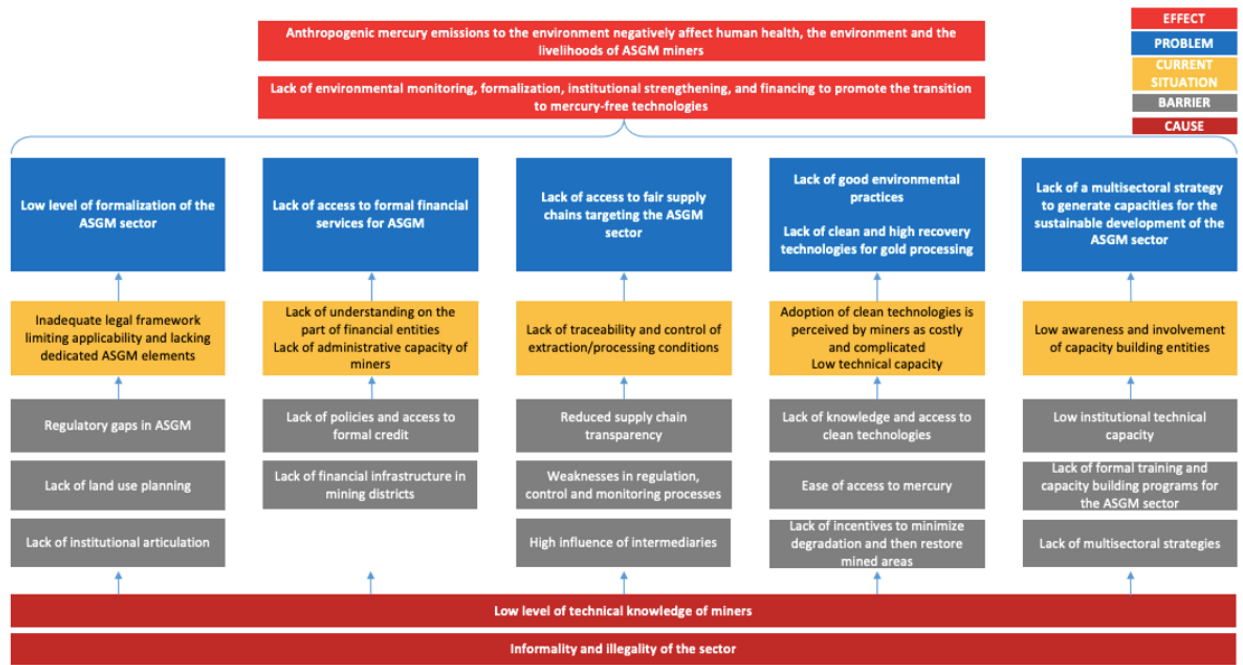 Anthropogenic mercury emissions to the environment negatively affect human health, the environment and the
livelihoods of ASGM miners
Lack of environmental monitoring, formalization, institutional strengthening, and financing to promote the transition
to mercury-free technologies
EFFECT
PROBLEM
CURRENT
SITUATION
BARRIER
CAUSE
Low level of formalization of the
ASGM sector
Lack of access to formal financial
services for ASGM
Lack of access to fair supply
chains targeting the ASGM
sector
Lack of good environmental
practices
Lack of clean and high recovery
technologies for gold processing
Lack of a multisectoral strategy
to generate capacities for the
sustainable development of the
ASGM sector
Inadequate legal framework
limiting applicability and lacking
dedicated ASGM elements
Lack of understanding on the
part of financial entities
Lack of administrative capacity of
miners
Lack of traceability and control of
extraction/processing conditions
Adoption of clean technologies is
perceived by miners as costly
and complicated
Low technical capacity
Low awareness and involvement
of capacity building entities
Regulatory gaps in ASGM
Lack of policies and access to
formal credit
Reduced supply chain
transparency
Lack of knowledge and access to
clean technologies
Low institutional technical
capacity
Lack of land use planning
Lack of financial infrastructure in
mining districts
Weaknesses in regulation,
control and monitoring processes
Ease of access to mercury
Lack of formal training and
capacity building programs for
the ASGM sector
Lack of institutional articulation
High influence of intermediaries
Lack of incentives to minimize
degradation and then restore
mined areas
Lack of multisectoral strategies
Low level of technical knowledge of miners
Informality and illegality of the sector